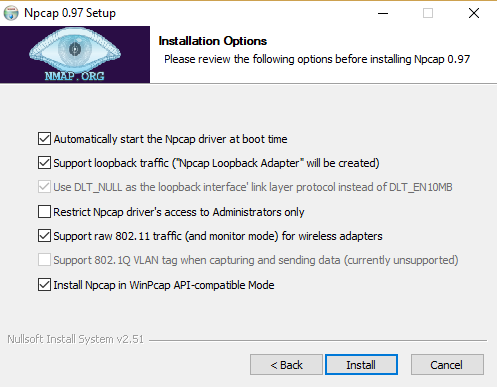 Npcap 0.97 Setup
NMAP.ORG
Installation Options
Please review the following options before installing Npcap 0.97
Automatically start the Npcap driver at boot time
Support loopback traffic ("Npcap Loopback Adapter" will be created)
Use DLT_NULL as the loopback interface' link layer protocol instead of DLT_EN10MB
Restrict Npcap driver's access to Administrators only
Support raw 802.11 traffic (and monitor mode) for wireless adapters
Support 802.1Q VLAN tag when capturing and sending data (currently unsupported)
Install Npcap in WinPcap API-compatible Mode
Nullsoft Install System v2.51
< Back
Install
Cancel